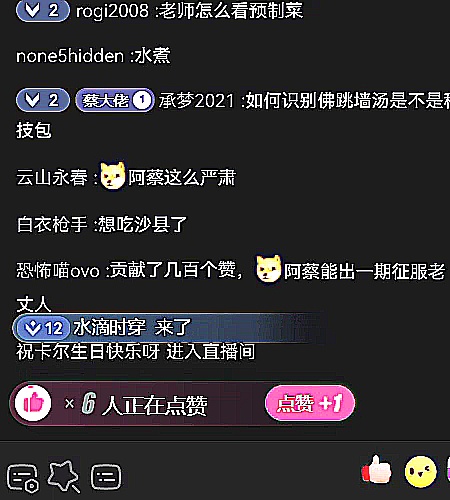 2 rogi2008 :老师怎么看预制菜
none5hidden :水煮
2 蔡大佬 1 承梦2021 :如何识别佛跳墙汤是不是科
技包
云山永春 :阿蔡这么严肃
白衣枪手 :想吃沙县了
恐怖喵ovo :贡献了几百个赞，阿蔡能出一期征服老
丈人
12 水滴时穿 来了
祝卡尔生日快乐呀 进入直播间
× 6 人正在点赞 点赞 +1